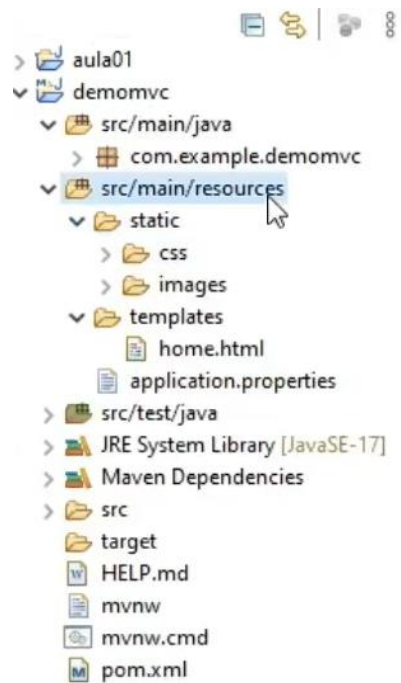 aula01
demomvc
src/main/java
com.example.demomvc
src/main/resources
static
css
images
templates
home.html
application.properties
src/test/java
JRE System Library [JavaSE-17]
Maven Dependencies
src
target
HELP.md
mvnw
mvnw.cmd
pom.xml